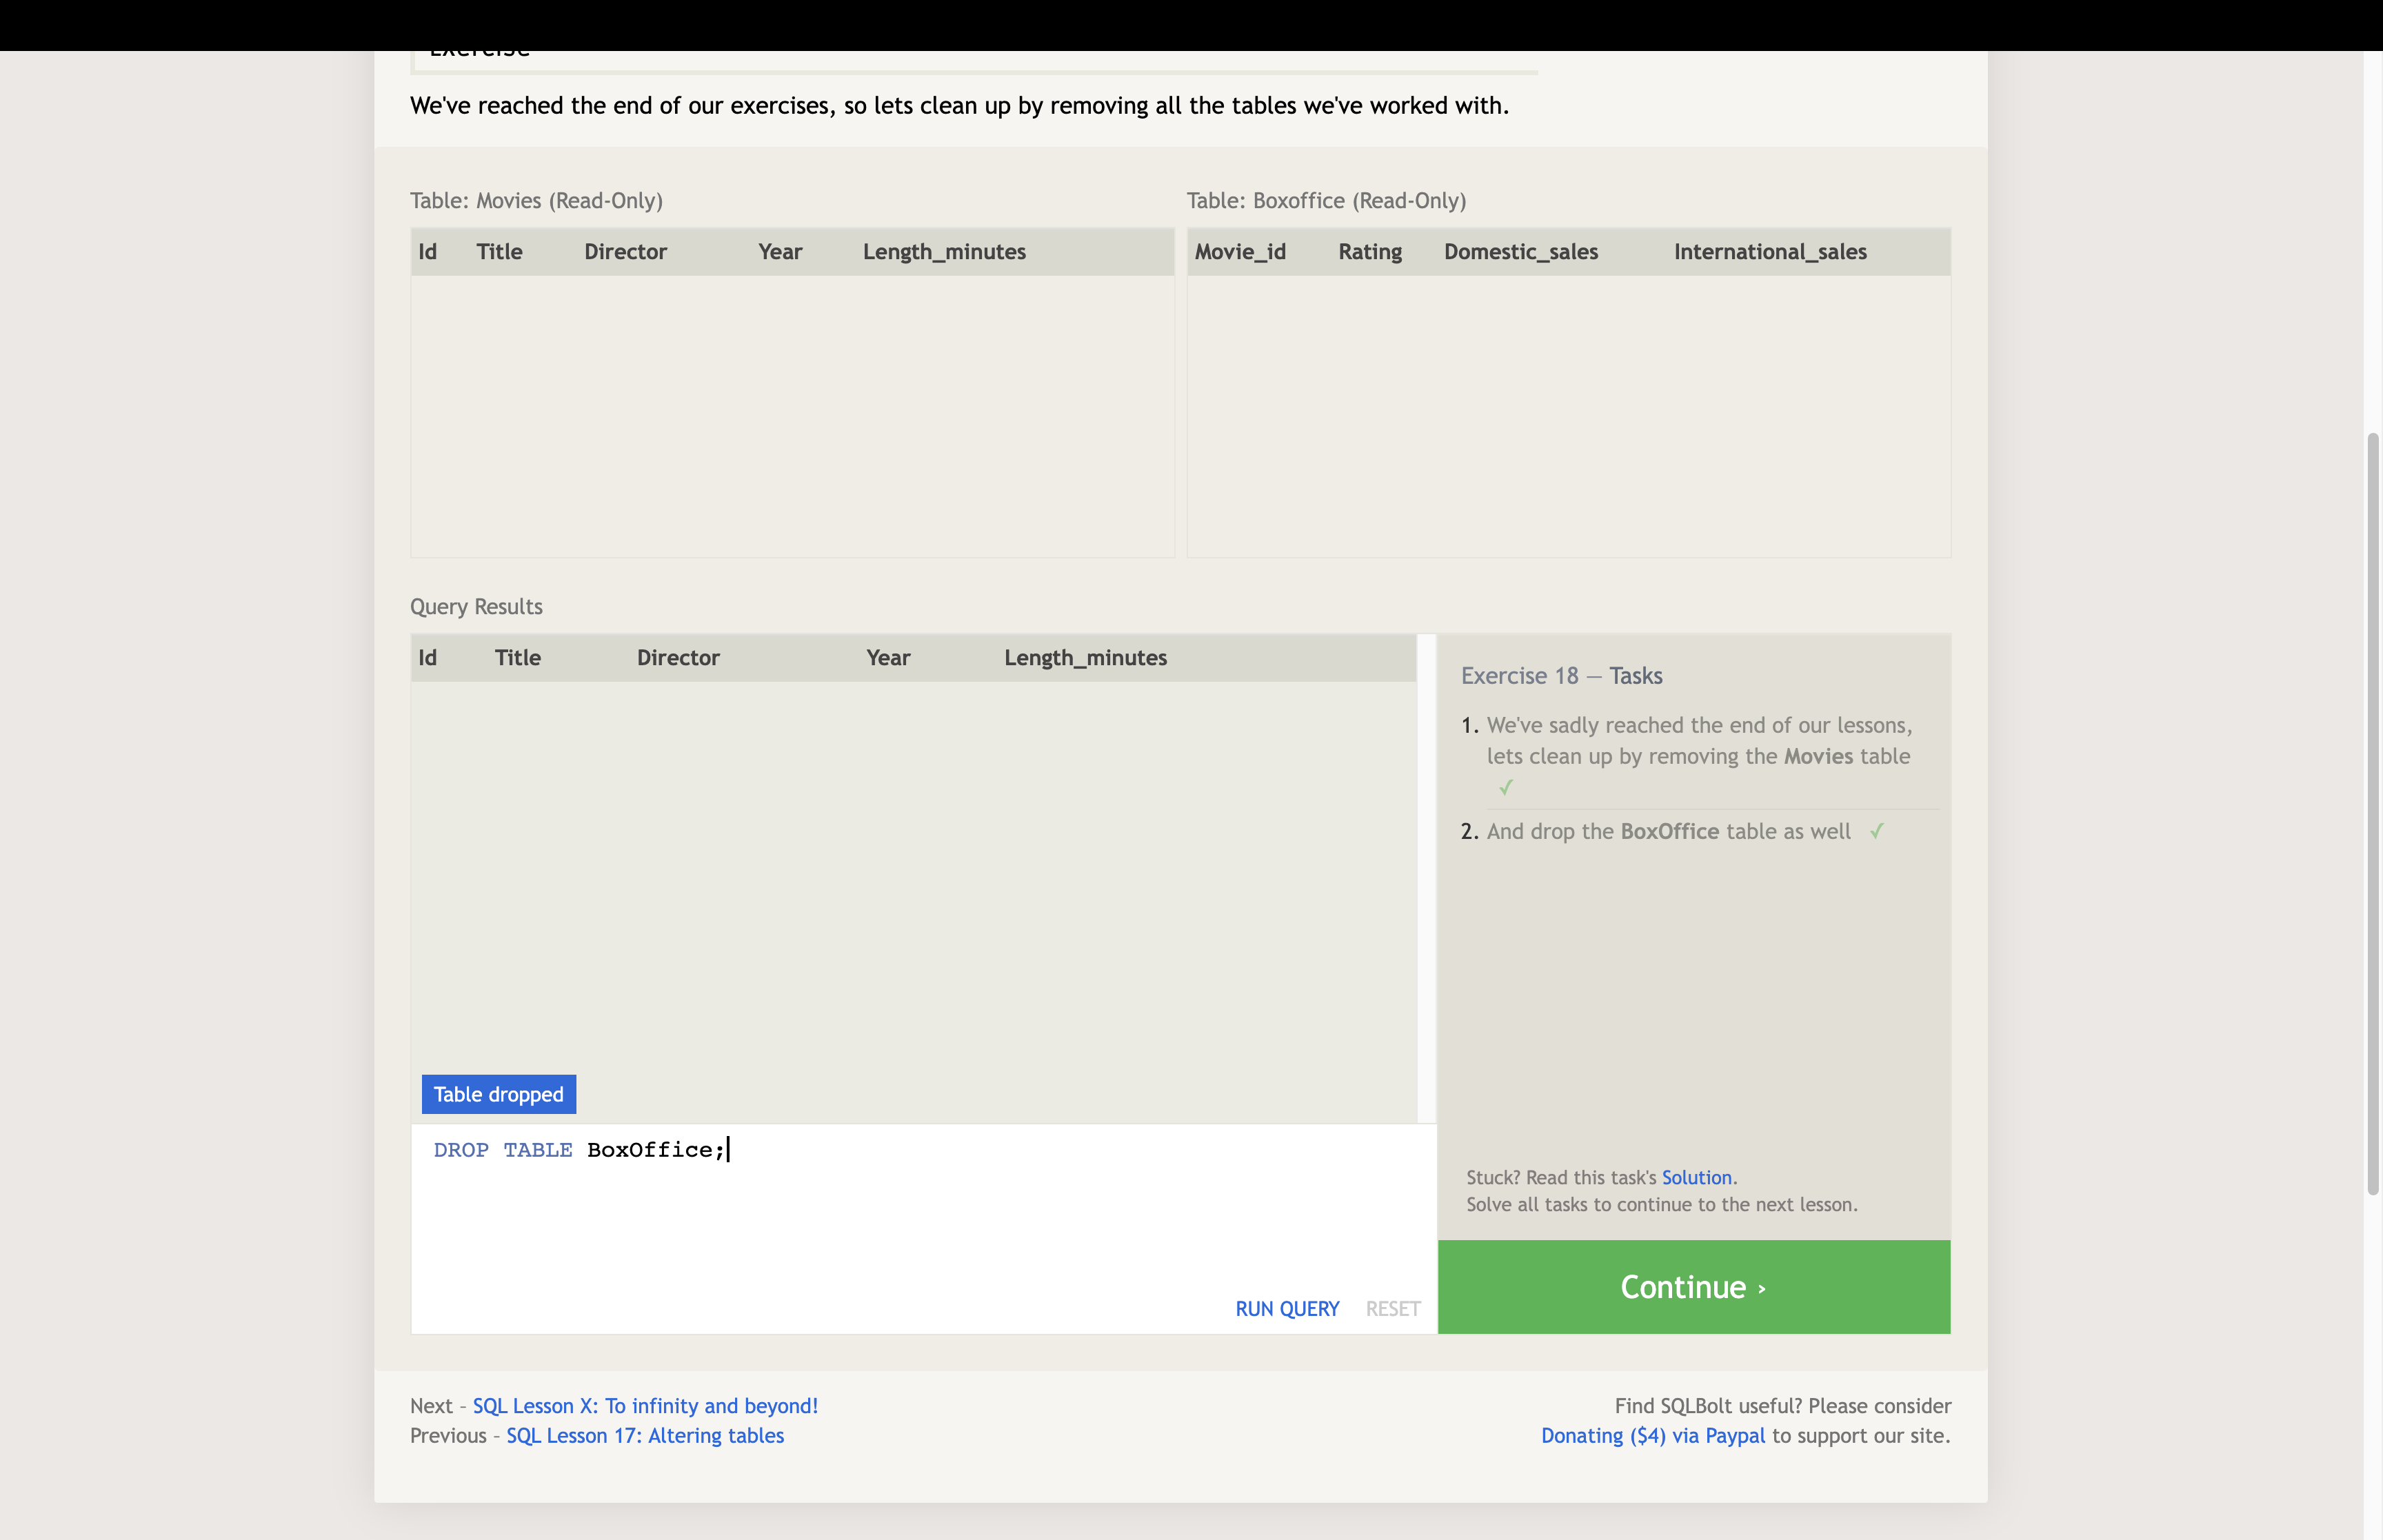 Exercise
We've reached the end of our exercises, so lets clean up by removing all the tables we've worked with.
Table: Movies (Read-Only)
Id Title Director Year Length_minutes
Table: Boxoffice (Read-Only)
Movie_id Rating Domestic_sales International_sales
Query Results
Id Title Director Year Length_minutes
Table dropped
DROP TABLE BoxOffice;
RUN QUERY RESET
Exercise 18 — Tasks
1. We've sadly reached the end of our lessons,
lets clean up by removing the Movies table
✓
2. And drop the BoxOffice table as well ✓
Stuck? Read this task's Solution.
Solve all tasks to continue to the next lesson.
Continue ›
Next – SQL Lesson X: To infinity and beyond!
Previous – SQL Lesson 17: Altering tables
Find SQLBolt useful? Please consider
Donating ($4) via Paypal to support our site.